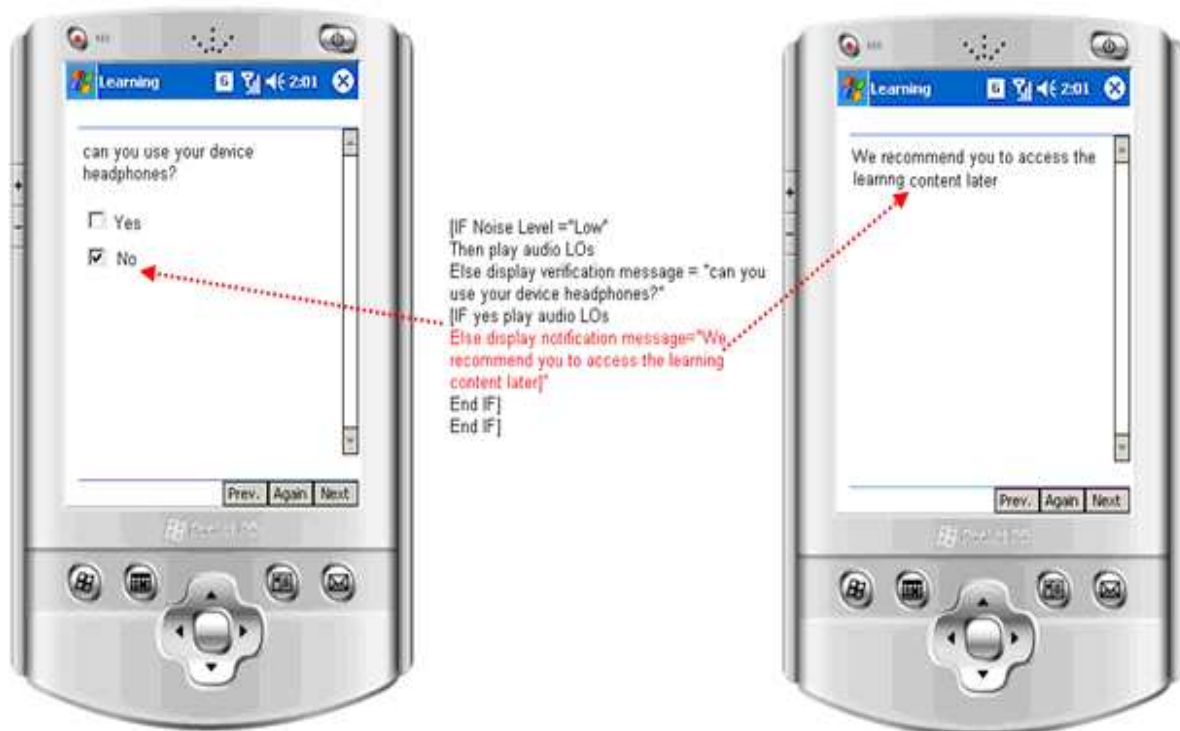 Learning
G
2:01
can you use your device
headphones?
Yes
No
Prev.
Again
Next
[IF Noise Level ="Low"
Then play audio LOs
Else display verification message = "can you
use your device headphones?"
[IF yes play audio LOs
Else display notification message="We
recommend you to access the learning
content later]"
End IF]
End IF]
Learning
G
2:01
We recommend you to access the
learnng content later
Prev.
Again
Next